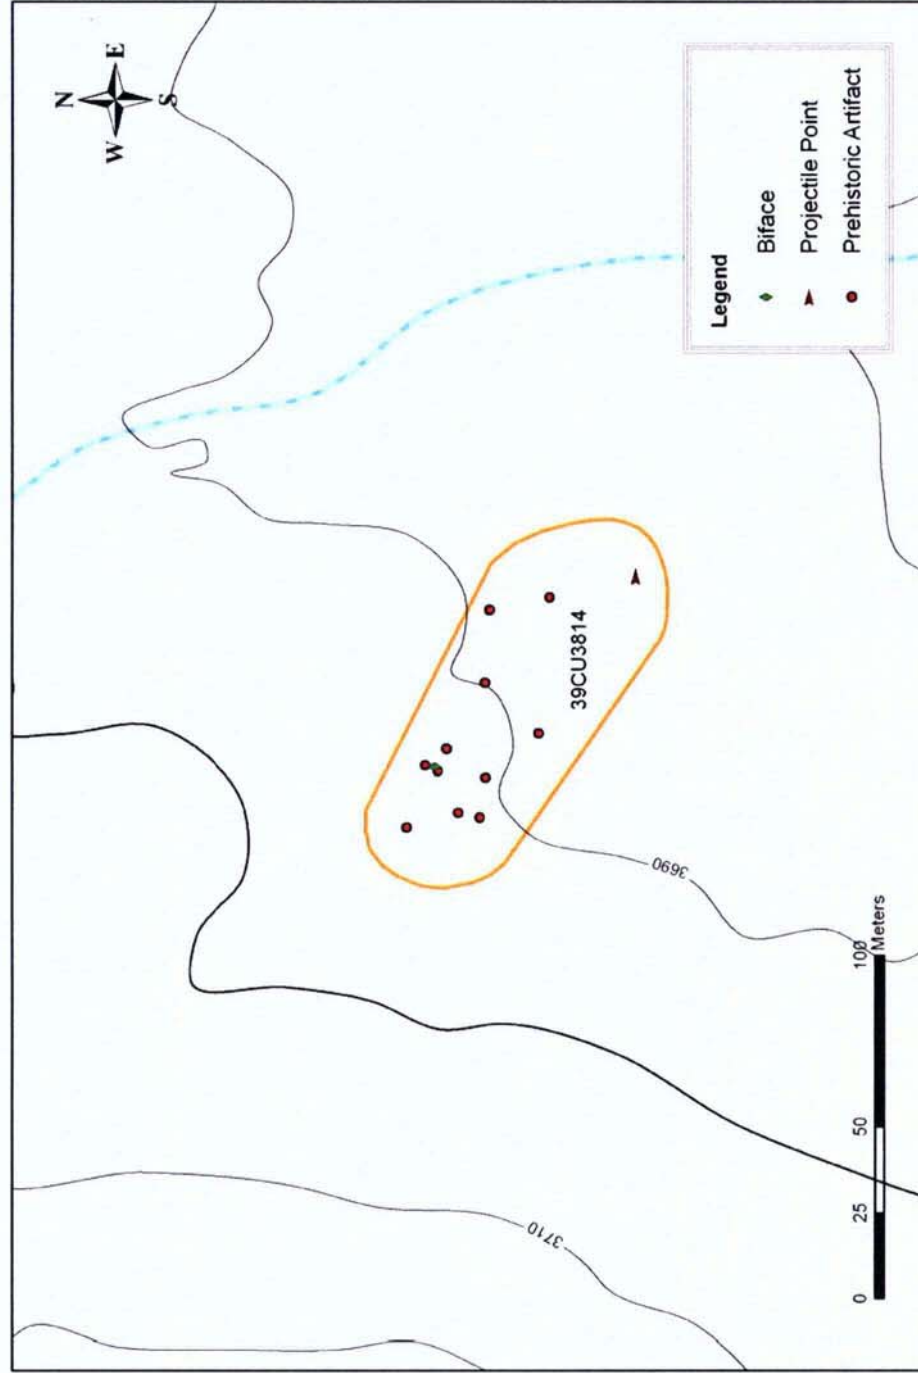 N
W E
S
39CU3814
3690
3710
0 25 50 100
Meters
Legend
Biface
Projectile Point
Prehistoric Artifact